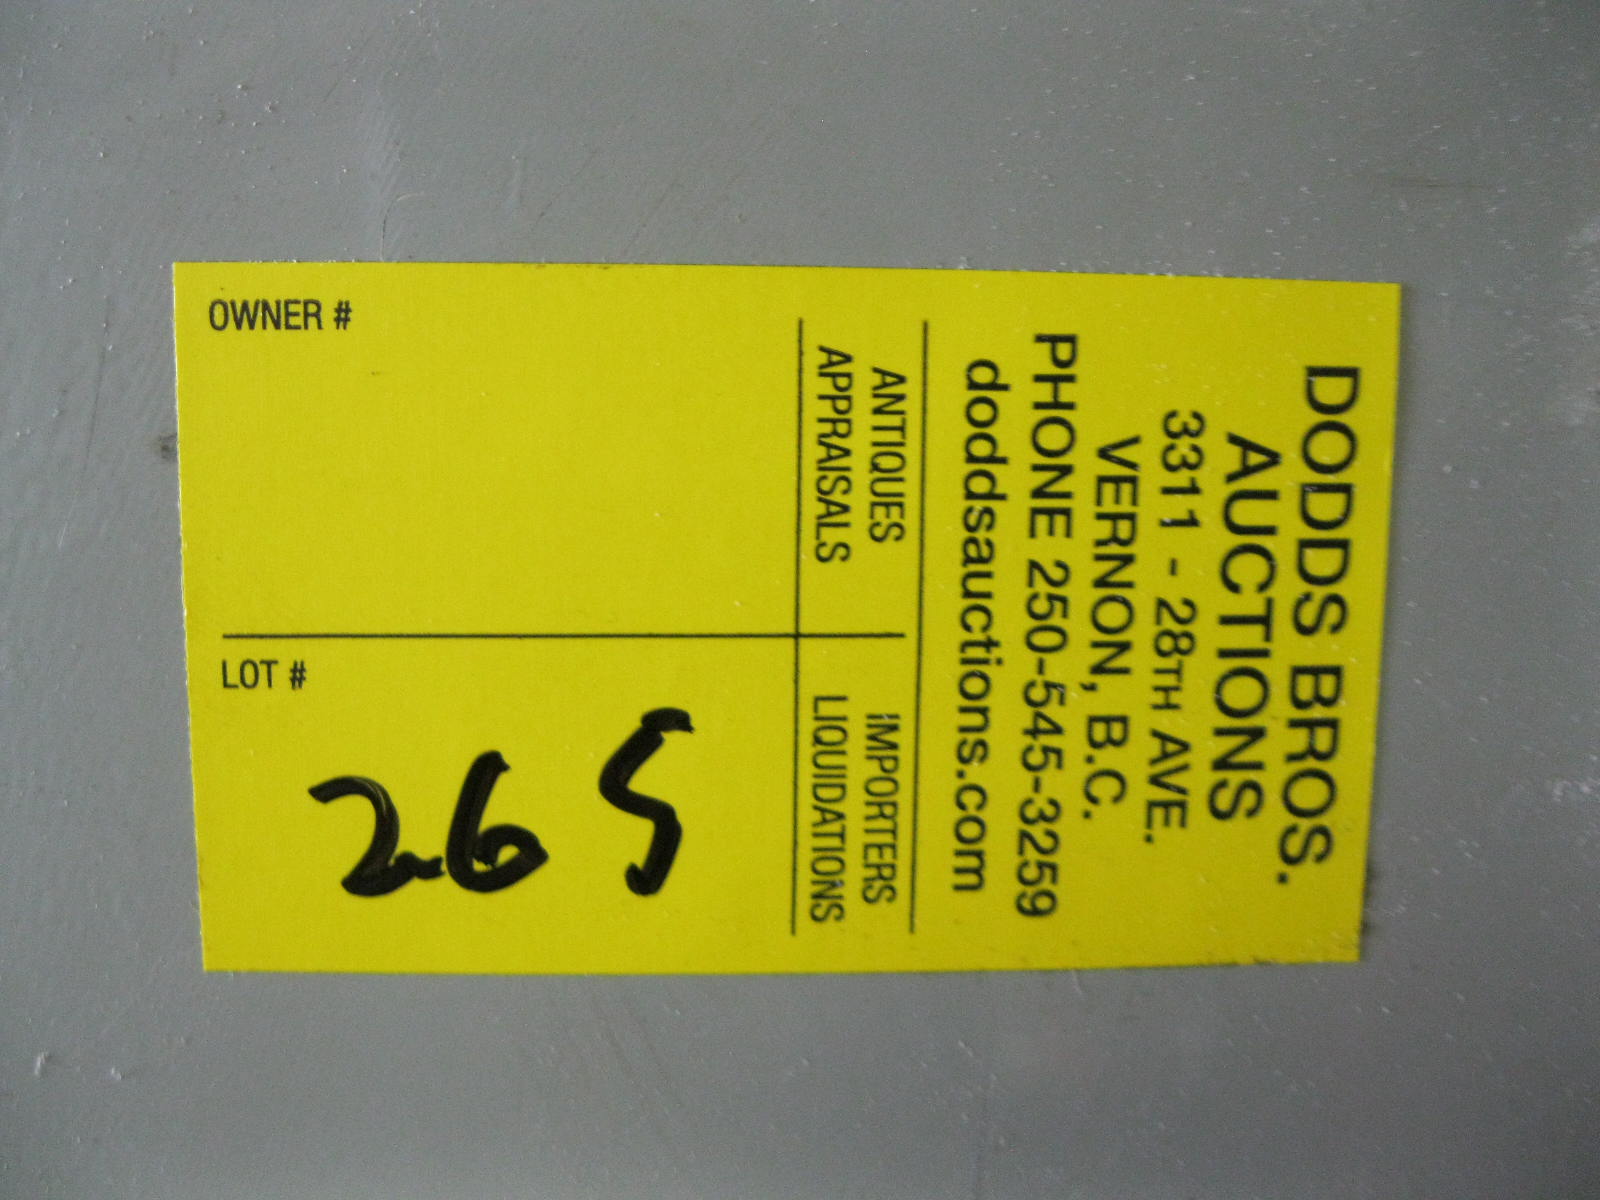 DODDS BROS.
AUCTIONS
3311 - 28TH AVE.
VERNON, B.C.
PHONE 250-545-3259
doddsauctions.com
ANTIQUES IMPORTERS
APPRAISALS LIQUIDATIONS
OWNER #
LOT #
265